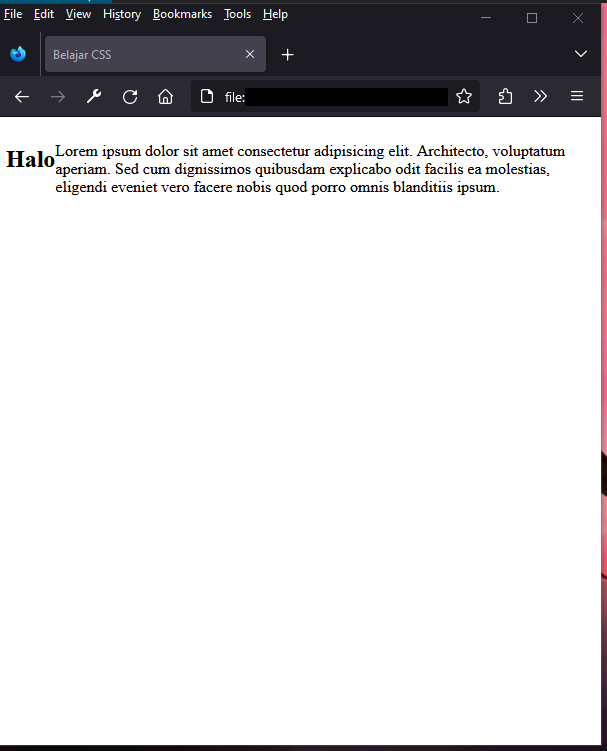 File Edit View History Bookmarks Tools Help
Belajar CSS
file:
Halo
Lorem ipsum dolor sit amet consectetur adipisicing elit. Architecto, voluptatum
aperiam. Sed cum dignissimos quibusdam explicabo odit facilis ea molestias,
eligendi eveniet vero facere nobis quod porro omnis blanditiis ipsum.